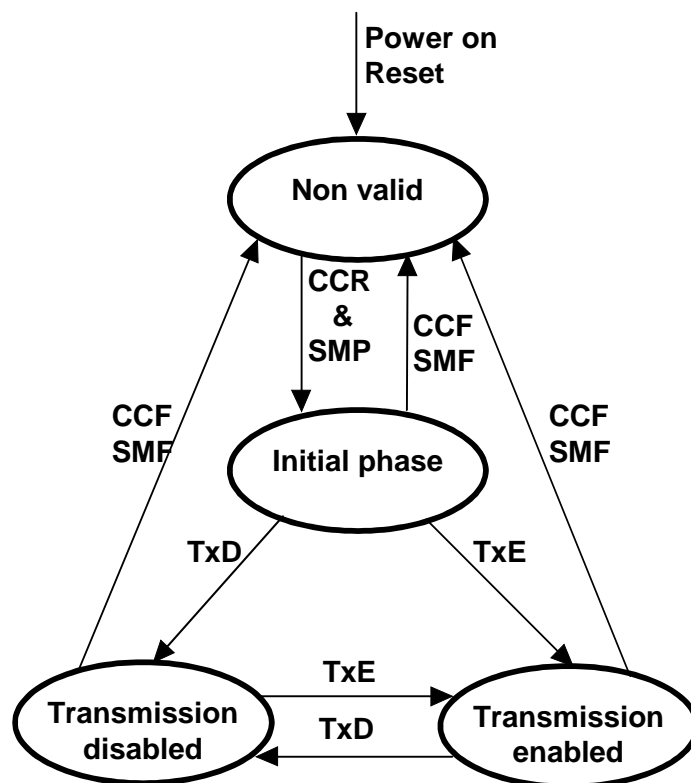 Power on
Reset
Non valid
CCR
&
SMP
CCF
SMF
CCF
SMF
CCF
SMF
Initial phase
TxD
TxE
TxE
Transmission
disabled
TxD
Transmission
enabled